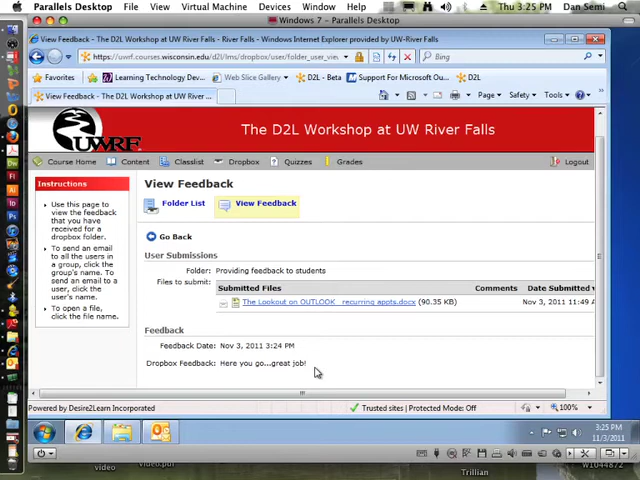 Parallels Desktop File View Virtual Machine Devices Window Help Thu 3:25 PM Dan Semi
Windows 7 - Parallels Desktop
View Feedback - The D2L Workshop at UW River Falls - River Falls - Windows Internet Explorer provided by UW-River Falls
https://uwrf.courses.wisconsin.edu/d2l/lms/dropbox/user/folder_user_view Google
Favorites Learning Technology Dev... Web Slice Gallery D2L - Beta Support For Microsoft Ou... D2L
View Feedback - The D2L Workshop at UW River ...
Page Safety Tools
UWRF
The D2L Workshop at UW River Falls
Course Home Content Classlist Dropbox Quizzes Grades Logout
Instructions
Use this page to
view the feedback
that you have
received for a
dropbox folder.
To send an email
to all the users in
a group, click the
group's name. To
send an email to a
user, click the
user's name.
To open a file,
click the file name.
View Feedback
Folder List View Feedback
Go Back
User Submissions
Folder: Providing feedback to students
Files to submit:
Submitted Files Comments Date Submitted
The Lookout on OUTLOOK_ recurring appts.docx (90.35 KB) Nov 3, 2011 11:49 A
Feedback
Feedback Date: Nov 3, 2011 3:24 PM
Dropbox Feedback: Here you go...great job!
Powered by Desire2Learn Incorporated
Trusted sites | Protected Mode: Off 100%
3:25 PM
11/3/2011
video
Trillian
W1044872